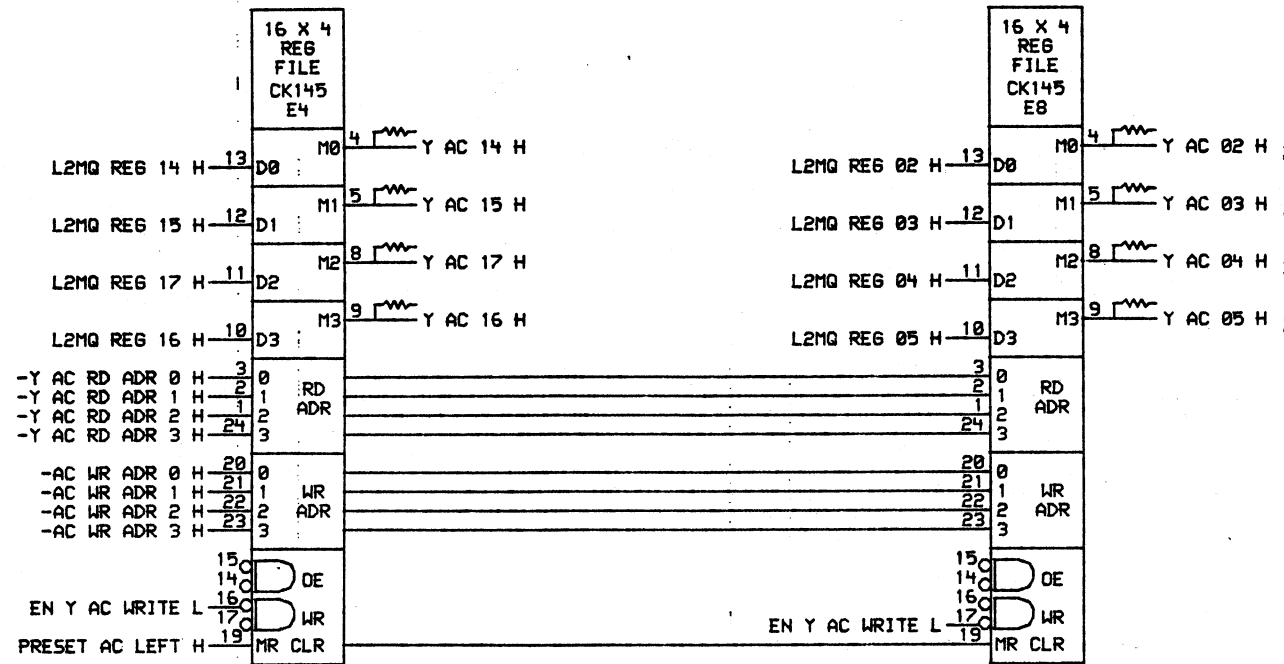 16 X 4
REG
FILE
CK145
E4
L2MQ REG 14 H 13 D0 M0 4 Y AC 14 H
L2MQ REG 15 H 12 D1 M1 5 Y AC 15 H
L2MQ REG 17 H 11 D2 M2 8 Y AC 17 H
L2MQ REG 16 H 10 D3 M3 9 Y AC 16 H
-Y AC RD ADR 0 H 3 0
-Y AC RD ADR 1 H 2 1
-Y AC RD ADR 2 H 1 2
-Y AC RD ADR 3 H 24 3
RD
ADR
-AC WR ADR 0 H 20 0
-AC WR ADR 1 H 21 1
-AC WR ADR 2 H 22 2
-AC WR ADR 3 H 23 3
WR
ADR
15
14 OE
EN Y AC WRITE L 16
17 WR
PRESET AC LEFT H 19 MR CLR
16 X 4
REG
FILE
CK145
E8
L2MQ REG 02 H 13 D0 M0 4 Y AC 02 H
L2MQ REG 03 H 12 D1 M1 5 Y AC 03 H
L2MQ REG 04 H 11 D2 M2 8 Y AC 04 H
L2MQ REG 05 H 10 D3 M3 9 Y AC 05 H
3 0
2 1
1 2
24 3
RD
ADR
20 0
21 1
22 2
23 3
WR
ADR
15
14 OE
16
EN Y AC WRITE L 17 WR
19 MR CLR